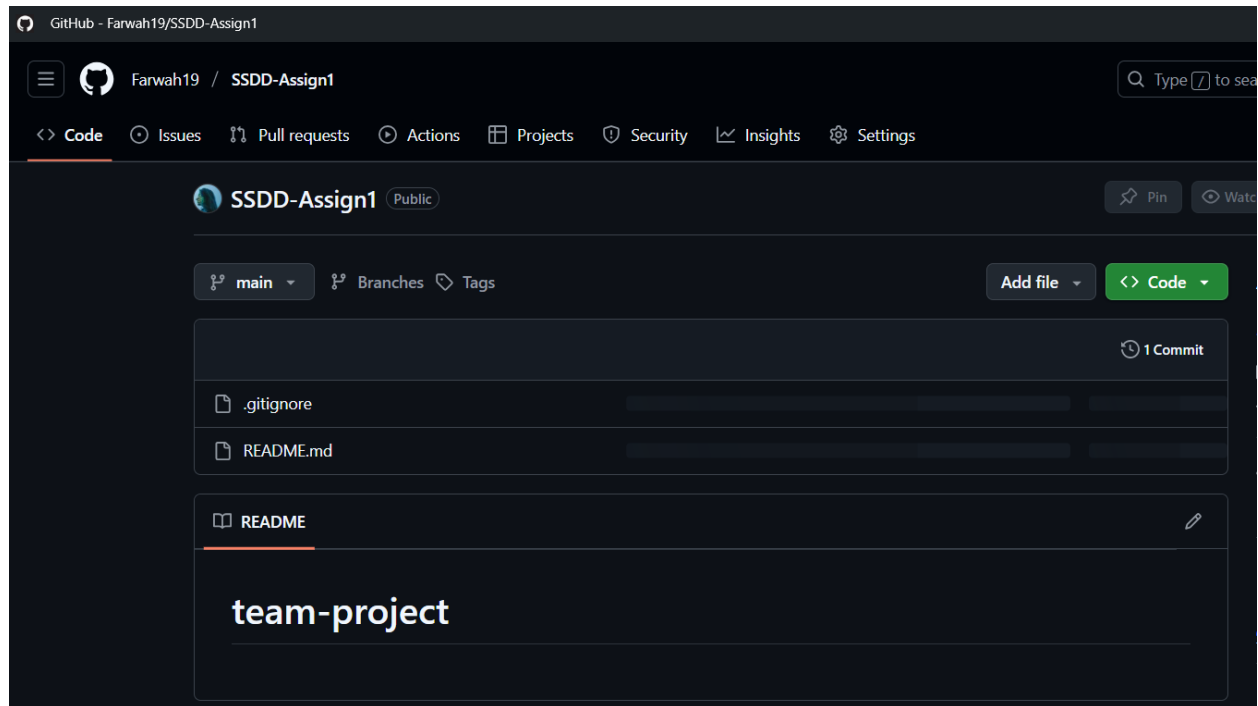 GitHub - Farwah19/SSDD-Assign1
Farwah19 / SSDD-Assign1
Type / to sea
Code Issues Pull requests Actions Projects Security Insights Settings
SSDD-Assign1 Public
Pin Watc
main Branches Tags
Add file Code
1 Commit
.gitignore
README.md
README
team-project